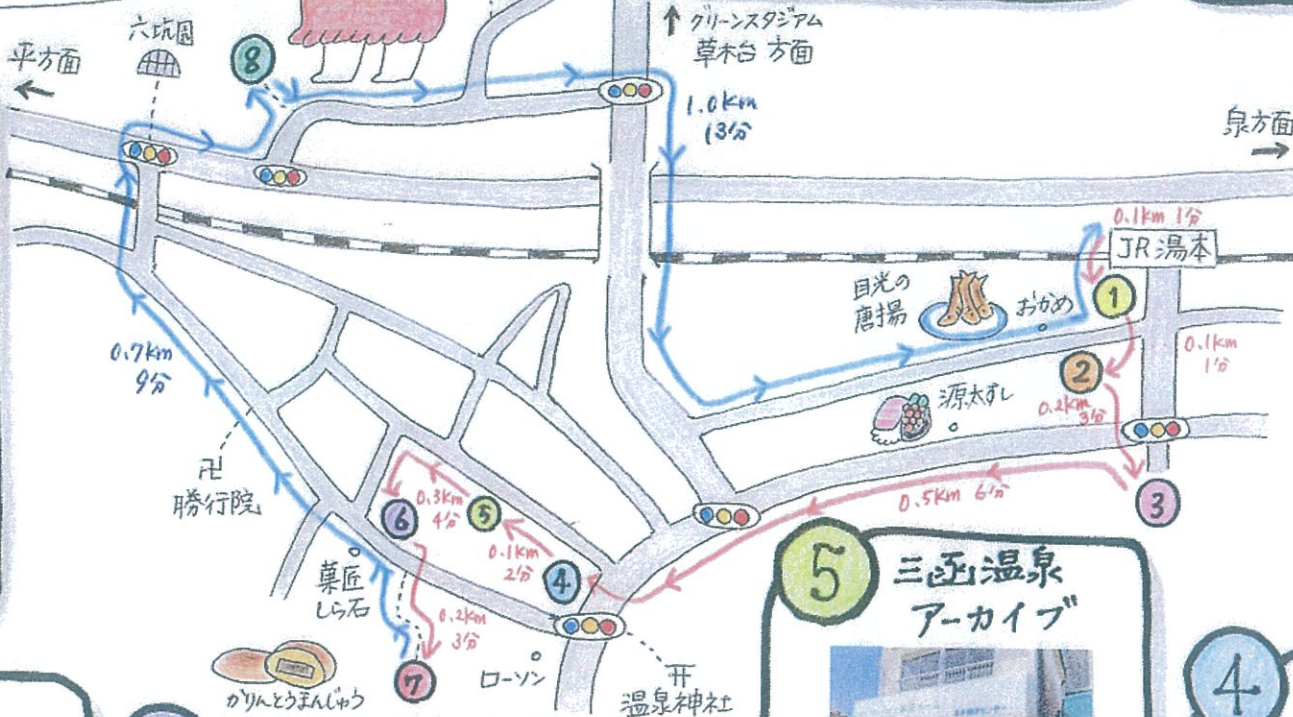 六坑園
平方面
←
8
↑ グリーンスタジアム
草木台 方面
1.0km
13分
泉方面
→
0.1km 1分
JR湯本
1
目光の
唐揚
おかめ
0.1km
1分
2
0.2km
3分
源太ずし
0.7km
9分
卍
勝行院
0.3km
4分
5
6
0.5km 6分
3
0.1km
2分
4
菓匠
しら石
0.2km
3分
7
かりんとうまんじゅう
ローソン
温泉神社
5
三函温泉
アーカイブ
4